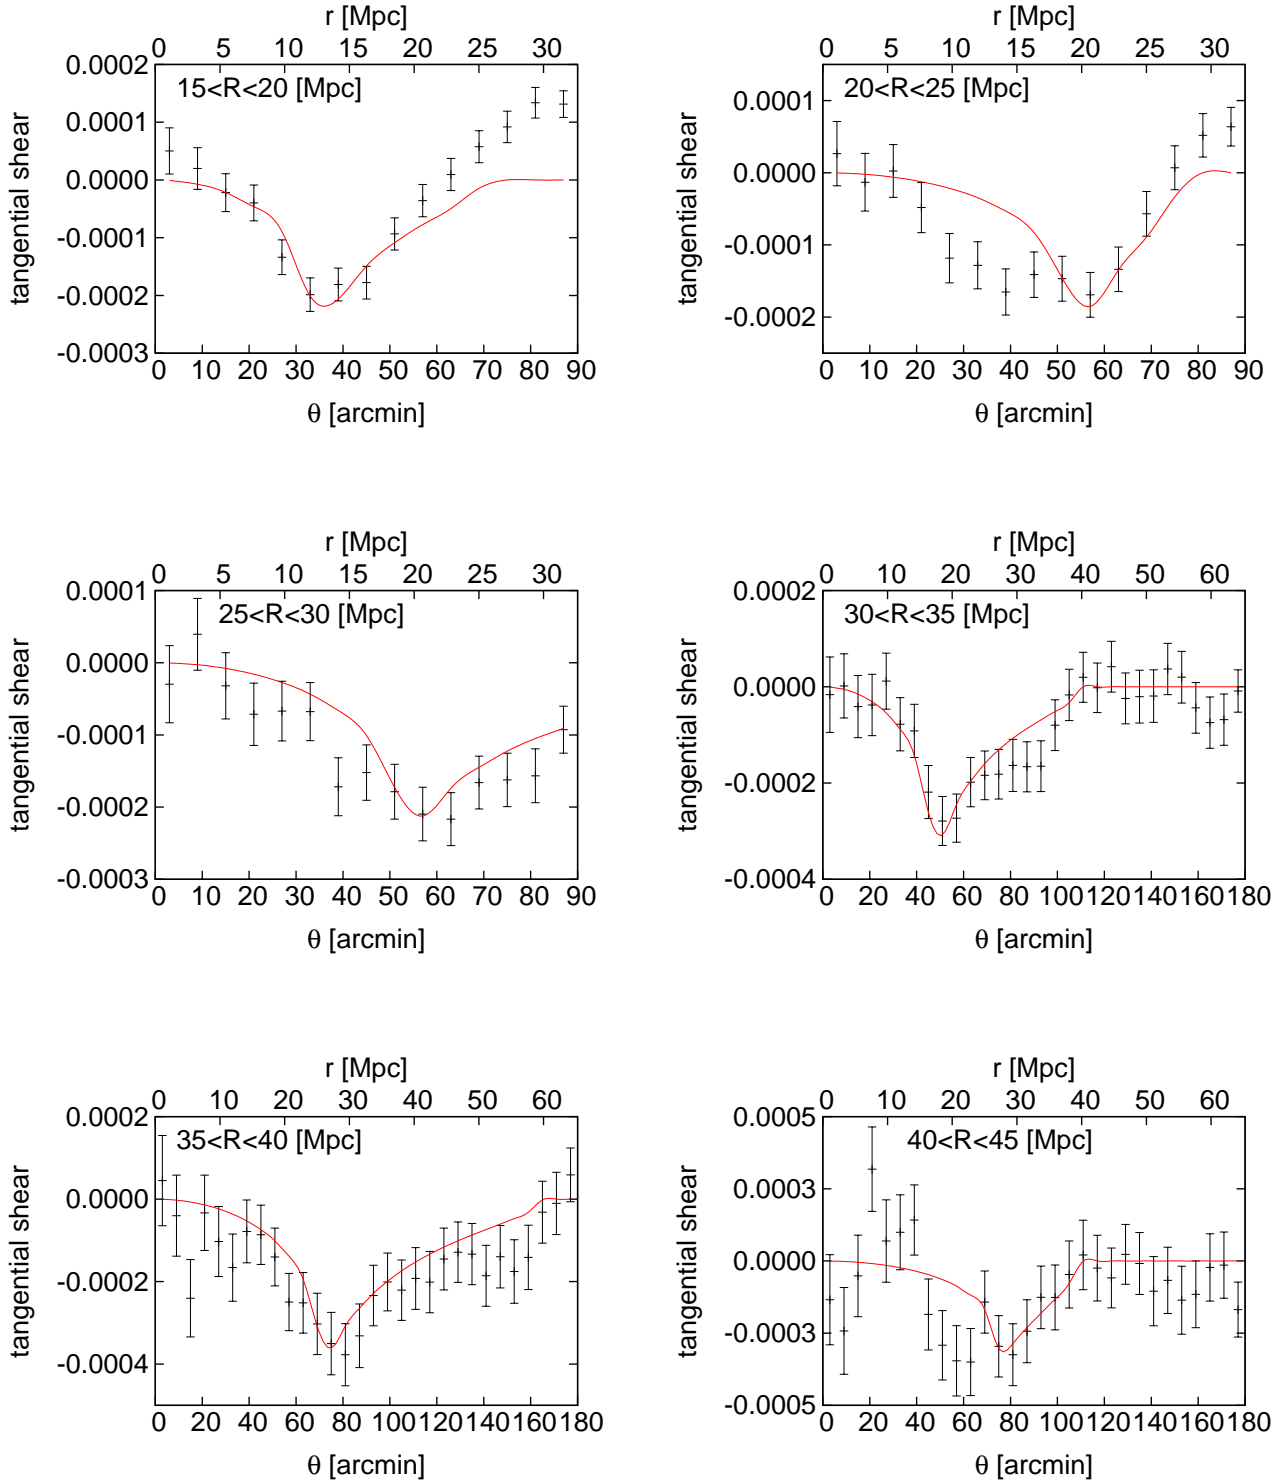 r [Mpc]
0 5 10 15 20 25 30
0.0002
0.0001
0.0000
-0.0001
-0.0002
-0.0003
tangential shear
15<R<20 [Mpc]
0 10 20 30 40 50 60 70 80 90
θ [arcmin]
r [Mpc]
0 5 10 15 20 25 30
0.0001
0.0000
-0.0001
-0.0002
tangential shear
20<R<25 [Mpc]
0 10 20 30 40 50 60 70 80 90
θ [arcmin]
r [Mpc]
0 5 10 15 20 25 30
0.0001
0.0000
-0.0001
-0.0002
-0.0003
tangential shear
25<R<30 [Mpc]
0 10 20 30 40 50 60 70 80 90
θ [arcmin]
r [Mpc]
0 10 20 30 40 50 60
0.0002
0.0000
-0.0002
-0.0004
tangential shear
30<R<35 [Mpc]
0 20 40 60 80 100 120 140 160 180
θ [arcmin]
r [Mpc]
0 10 20 30 40 50 60
0.0002
0.0000
-0.0002
-0.0004
tangential shear
35<R<40 [Mpc]
0 20 40 60 80 100 120 140 160 180
θ [arcmin]
r [Mpc]
0 10 20 30 40 50 60
0.0005
0.0003
0.0000
-0.0003
-0.0005
tangential shear
40<R<45 [Mpc]
0 20 40 60 80 100 120 140 160 180
θ [arcmin]